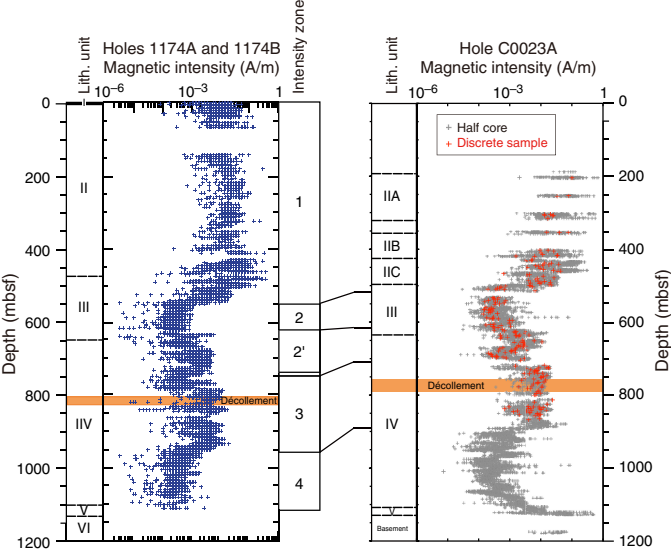 Holes 1174A and 1174B
Magnetic intensity (A/m)
Lith. unit
Intensity zone
10−6
10−3
1
Depth (mbsf)
0
200
400
600
800
1000
1200
I
II
III
IIV
V
VI
Décollement
1
2
2'
3
4
Hole C0023A
Magnetic intensity (A/m)
Lith. unit
10−6
10−3
1
+ Half core
+ Discrete sample
IIA
IIB
IIC
III
IV
V
Basement
Décollement
0
200
400
600
800
1000
1200
Depth (mbsf)